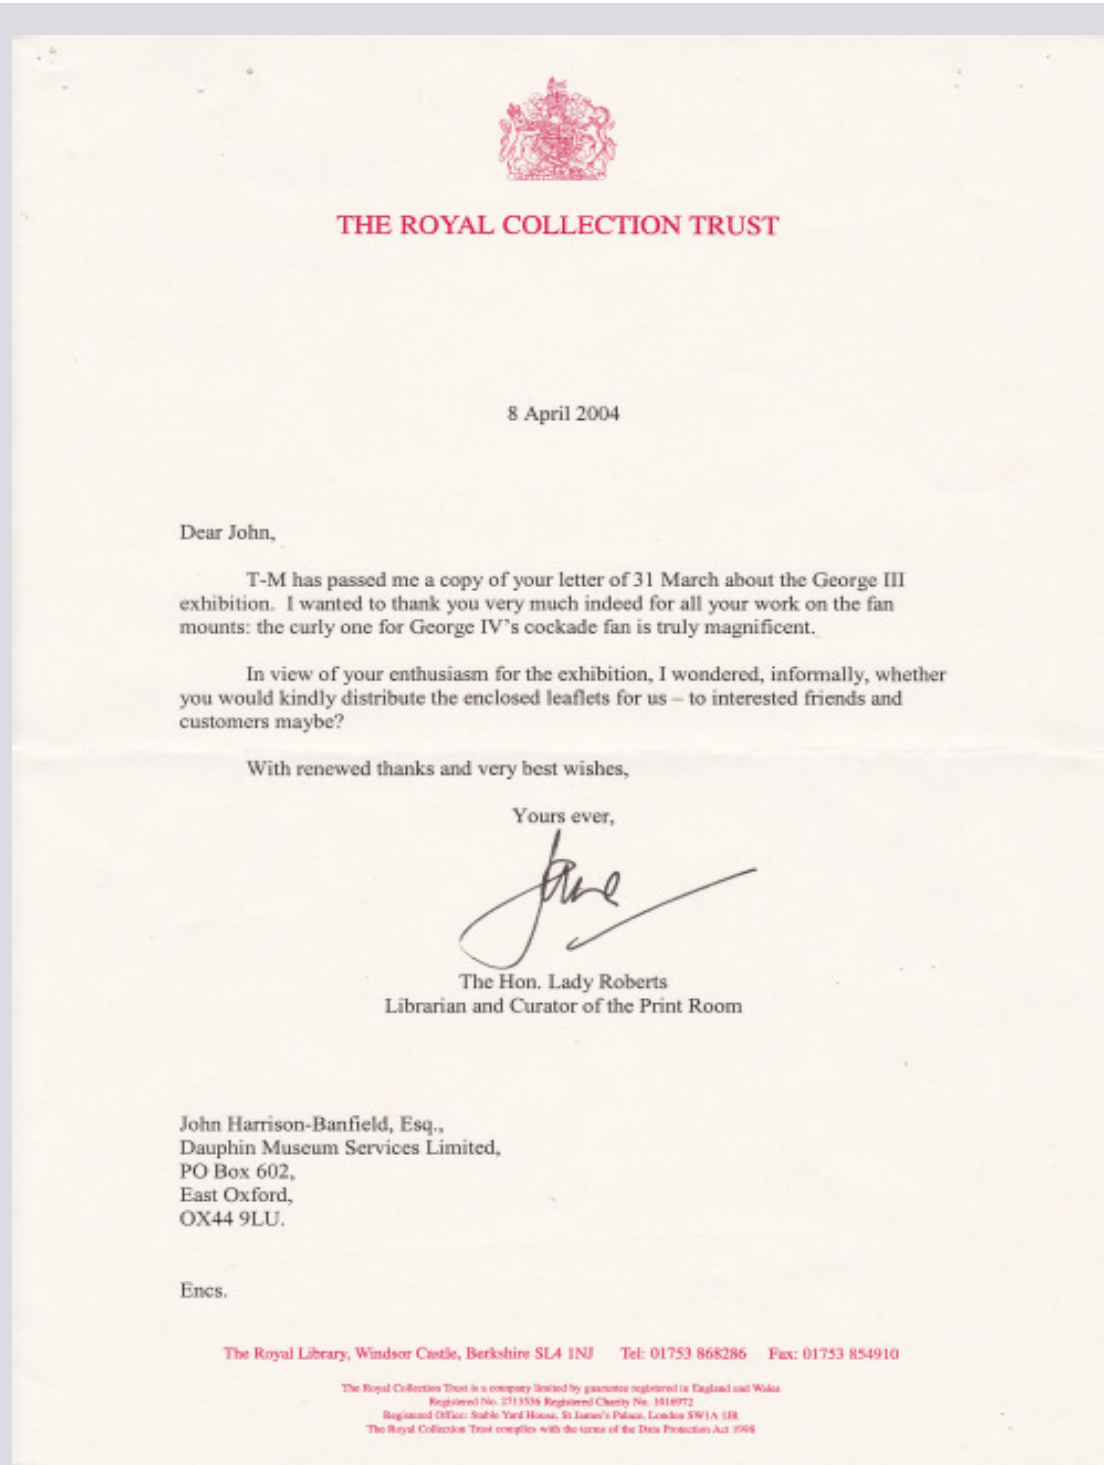 THE ROYAL COLLECTION TRUST
8 April 2004
Dear John,
T-M has passed me a copy of your letter of 31 March about the George III
exhibition. I wanted to thank you very much indeed for all your work on the fan
mounts: the curly one for George IV's cockade fan is truly magnificent.
In view of your enthusiasm for the exhibition, I wondered, informally, whether
you would kindly distribute the enclosed leaflets for us – to interested friends and
customers maybe?
With renewed thanks and very best wishes,
Yours ever,
Jane
The Hon. Lady Roberts
Librarian and Curator of the Print Room
John Harrison-Banfield, Esq.,
Dauphin Museum Services Limited,
PO Box 602,
East Oxford,
OX44 9LU.
Encs.
The Royal Library, Windsor Castle, Berkshire SL4 1NJ Tel: 01753 868286 Fax: 01753 854910
The Royal Collection Trust is a company limited by guarantee registered in England and Wales
Registered No. 2713536 Registered Charity No. 1016972
Registered Office: Stable Yard House, St James's Palace, London SW1A 1JR
The Royal Collection Trust complies with the terms of the Data Protection Act 1998